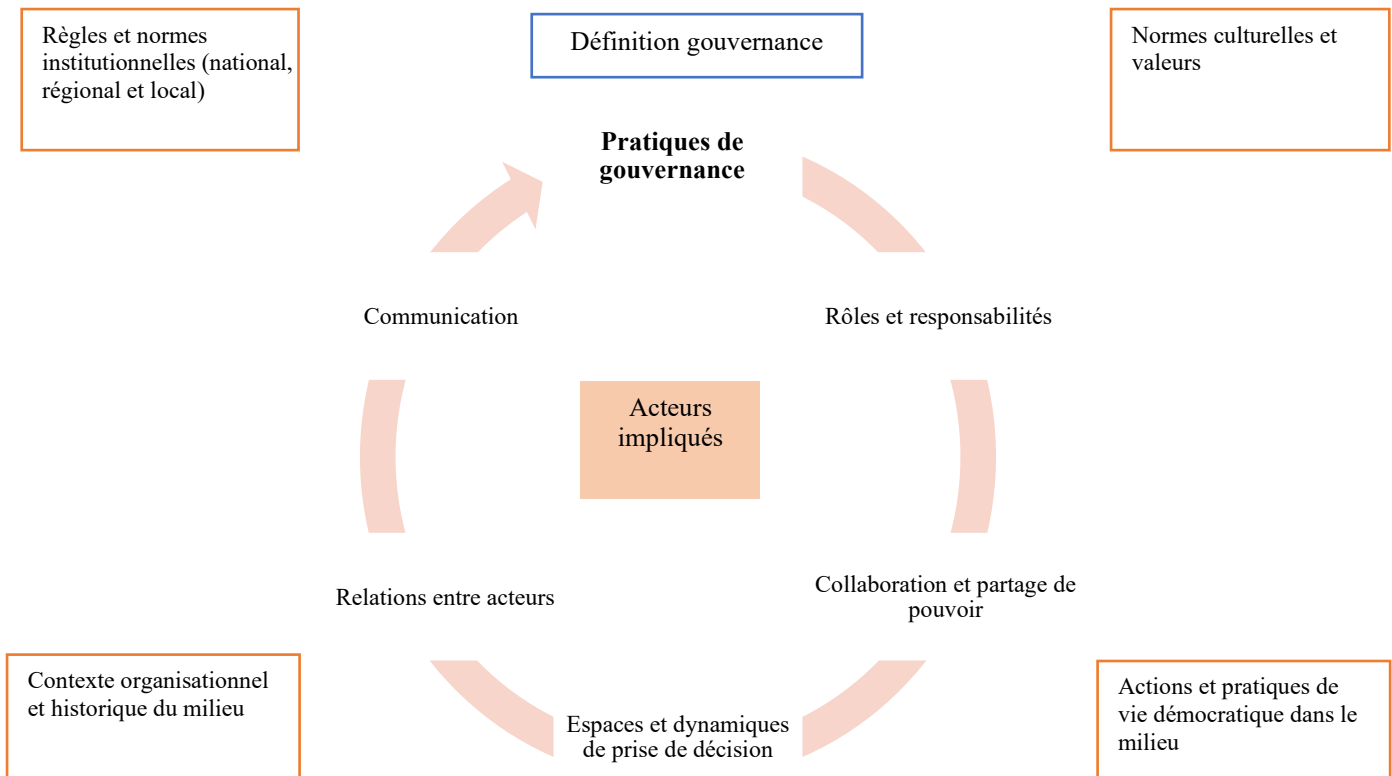 Règles et normes
institutionnelles (national,
régional et local)
Définition gouvernance
Normes culturelles et
valeurs
Pratiques de
gouvernance
Communication
Rôles et responsabilités
Acteurs
impliqués
Relations entre acteurs
Collaboration et partage de
pouvoir
Contexte organisationnel
et historique du milieu
Espaces et dynamiques
de prise de décision
Actions et pratiques de
vie démocratique dans le
milieu